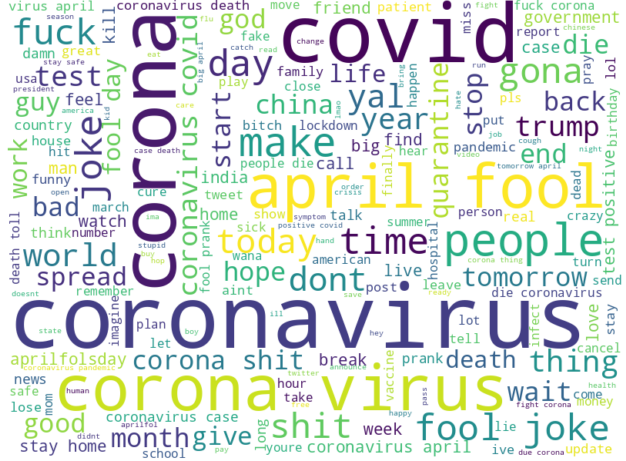 virus april
coronavirus death
move
friend
flu
patient
fuck corona
season
kill
god
miss
fight
chinese
fuck
corona
covid
government
damn
great
fake
change
report
stay safe
catch
read
big april
case
die
usa
test
day
family
life
happen
run
pray
lol
president
eat
play
close
stop
gona
guy
feel
joke
fool day
coronavirus covid
care
start
china
yal
year
quarantine
hate
pls
back
birthday
america
country
kid
bitch
lockdown
bring
put
job
trump
work
house
make
big
find
lmao
pandemic
cough
hit
case death
people die
call
hear
video
night
end
man
cure
india
april fool
tomorrow april
dead
test positive
funny
open
ima
tweet
finally
order
crisis
bad
march
home
show
talk
summer
person
real
crazy
watch
today
time
hospital
people
think
number
stupid
fool prank
sick
symptom
positive covid
death toll
world
buy
hop
wana
hand
american
corona thing
turn
spread
hope
dont
live
leave
tomorrow
send
remember
aint
post
doesnt
save
ready
die coronavirus
coronavirus
imagine
state
plan
boy
ill
hey
lot
infect
love
stay
let
tell
cancel
aprilfolsday
corona shit
break
prank
death
thing
news
coronavirus pandemic
hour
twitter
announce
vaccine
health
safe
mom
human
corona virus
take
free
pass
wait
come
lose
happy
fight corona
money
good
coronavirus case
long
shit
fool joke
month
give
week
lie
update
stay home
didnt
aprilfol
youre
coronavirus april
ive
school
pay
due corona